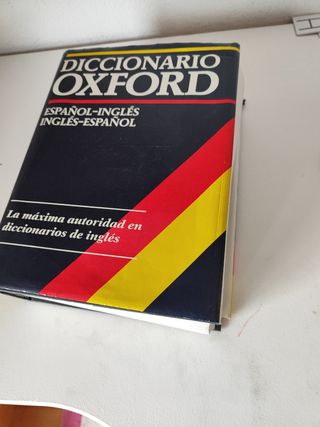 DICCIONARIO
OXFORD
ESPAÑOL-INGLÉS
INGLÉS-ESPAÑOL
La máxima autoridad en
diccionarios de inglés